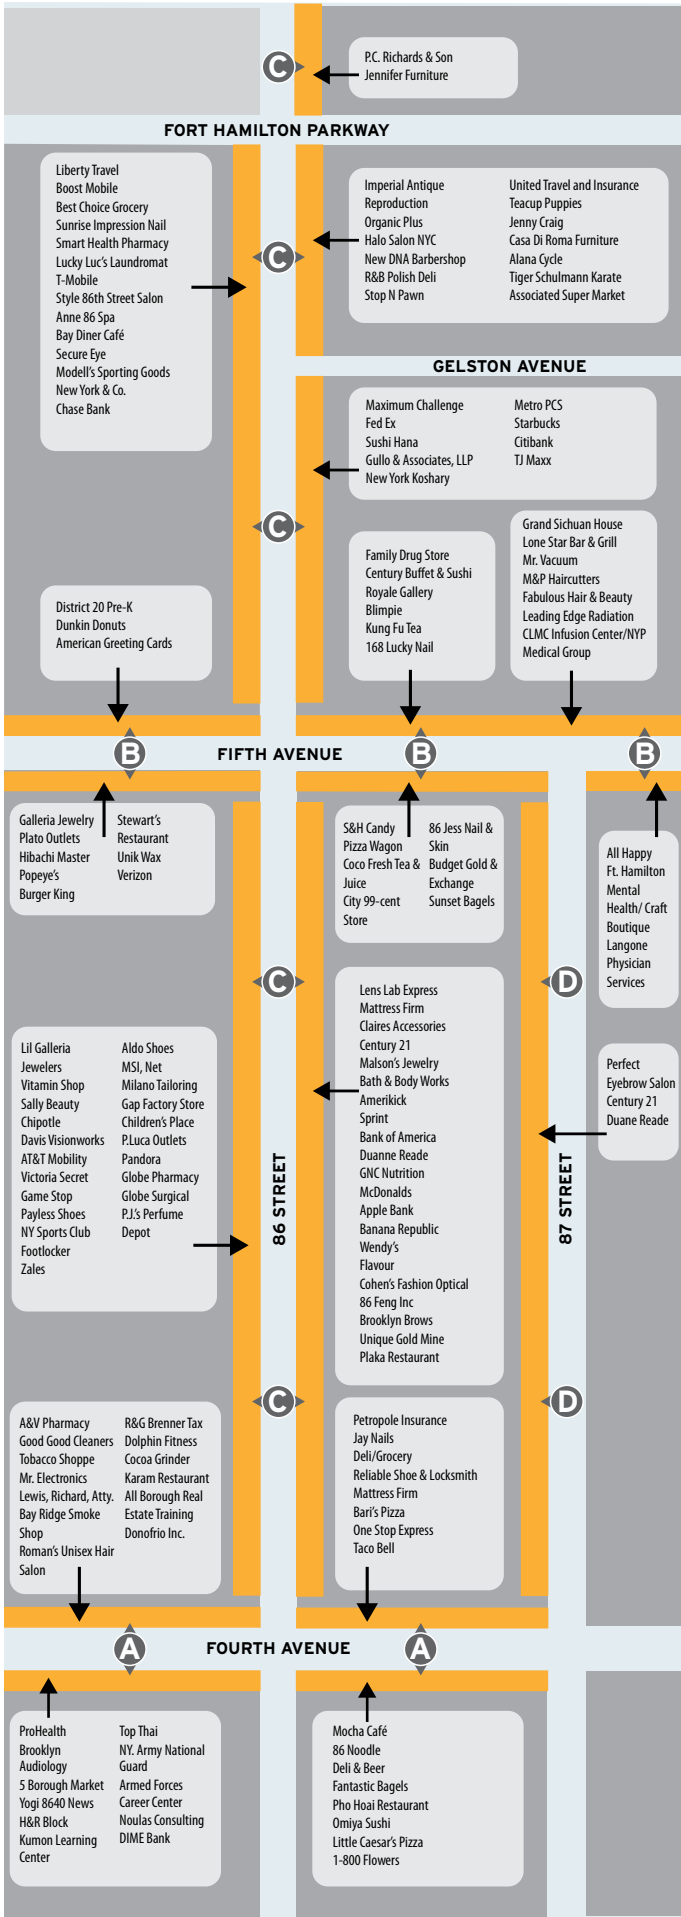 P.C. Richards & Son
Jennifer Furniture
C
FORT HAMILTON PARKWAY
Liberty Travel
Boost Mobile
Best Choice Grocery
Sunrise Impression Nail
Smart Health Pharmacy
Lucky Luc's Laundromat
T-Mobile
Style 86th Street Salon
Anne 86 Spa
Bay Diner Café
Secure Eye
Modell's Sporting Goods
New York & Co.
Chase Bank
C
Imperial Antique
Reproduction
Organic Plus
Halo Salon NYC
New DNA Barbershop
R&B Polish Deli
Stop N Pawn
United Travel and Insurance
Teacup Puppies
Jenny Craig
Casa Di Roma Furniture
Alana Cycle
Tiger Schulmann Karate
Associated Super Market
GELSTON AVENUE
Maximum Challenge
Fed Ex
Sushi Hana
Gullo & Associates, LLP
New York Koshary
Metro PCS
Starbucks
Citibank
TJ Maxx
C
Family Drug Store
Century Buffet & Sushi
Royale Gallery
Blimpie
Kung Fu Tea
168 Lucky Nail
Grand Sichuan House
Lone Star Bar & Grill
Mr. Vacuum
M&P Haircutters
Fabulous Hair & Beauty
Leading Edge Radiation
CLMC Infusion Center/NYP
Medical Group
District 20 Pre-K
Dunkin Donuts
American Greeting Cards
B
FIFTH AVENUE
B
B
Galleria Jewelry
Plato Outlets
Hibachi Master
Popeye's
Burger King
Stewart's
Restaurant
Unik Wax
Verizon
S&H Candy
Pizza Wagon
Coco Fresh Tea &
Juice
City 99-cent
Store
86 Jess Nail &
Skin
Budget Gold &
Exchange
Sunset Bagels
All Happy
Ft. Hamilton
Mental
Health/ Craft
Boutique
Langone
Physician
Services
C
D
Lil Galleria
Jewelers
Vitamin Shop
Sally Beauty
Chipotle
Davis Visionworks
AT&T Mobility
Victoria Secret
Game Stop
Payless Shoes
NY Sports Club
Footlocker
Zales
Aldo Shoes
MSI, Net
Milano Tailoring
Gap Factory Store
Children's Place
P.Luca Outlets
Pandora
Globe Pharmacy
Globe Surgical
P.J.'s Perfume
Depot
86 STREET
Lens Lab Express
Mattress Firm
Claires Accessories
Century 21
Malson's Jewelry
Bath & Body Works
Amerikick
Sprint
Bank of America
Duanne Reade
GNC Nutrition
McDonalds
Apple Bank
Banana Republic
Wendy's
Flavour
Cohen's Fashion Optical
86 Feng Inc
Brooklyn Brows
Unique Gold Mine
Plaka Restaurant
87 STREET
Perfect
Eyebrow Salon
Century 21
Duane Reade
C
D
A&V Pharmacy
Good Good Cleaners
Tobacco Shoppe
Mr. Electronics
Lewis, Richard, Atty.
Bay Ridge Smoke
Shop
Roman's Unisex Hair
Salon
R&G Brenner Tax
Dolphin Fitness
Cocoa Grinder
Karam Restaurant
All Borough Real
Estate Training
Donofrio Inc.
Petropole Insurance
Jay Nails
Deli/Grocery
Reliable Shoe & Locksmith
Mattress Firm
Bari's Pizza
One Stop Express
Taco Bell
A
FOURTH AVENUE
A
ProHealth
Brooklyn
Audiology
5 Borough Market
Yogi 8640 News
H&R Block
Kumon Learning
Center
Top Thai
NY. Army National
Guard
Armed Forces
Career Center
Noulas Consulting
DIME Bank
Mocha Café
86 Noodle
Deli & Beer
Fantastic Bagels
Pho Hoai Restaurant
Omiya Sushi
Little Caesar's Pizza
1-800 Flowers